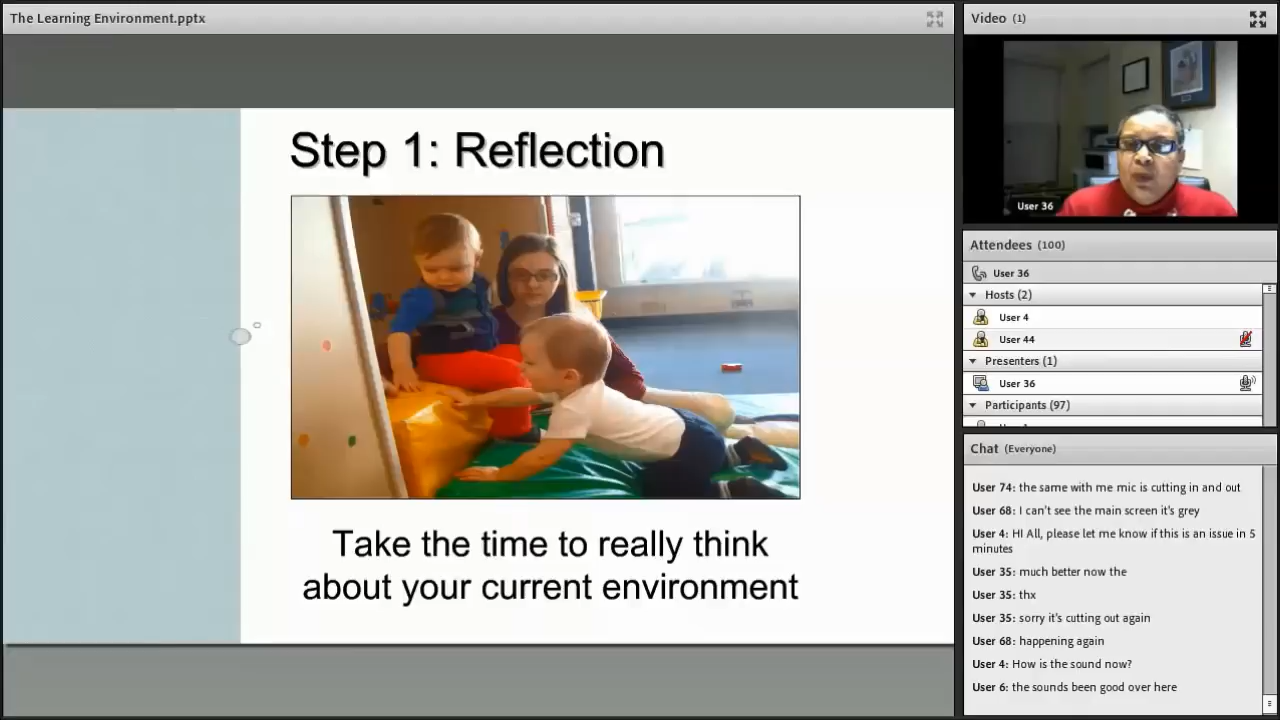 The Learning Environment.pptx
Step 1: Reflection
Take the time to really think
about your current environment
Video (1)
User 36
Attendees (100)
User 36
Hosts (2)
User 4
User 44
Presenters (1)
User 36
Participants (97)
Chat (Everyone)
User 74: the same with me mic is cutting in and out
User 68: I can't see the main screen it's grey
User 4: HI All, please let me know if this is an issue in 5
minutes
User 35: much better now the
User 35: thx
User 35: sorry it's cutting out again
User 68: happening again
User 4: How is the sound now?
User 6: the sounds been good over here